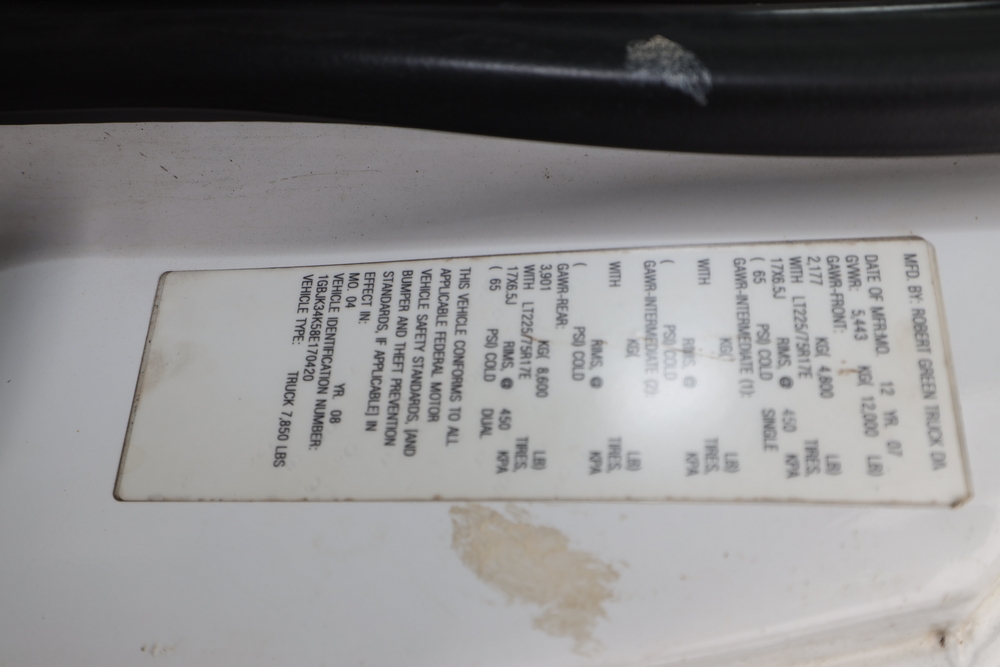 MFD. BY: ROBERT GREEN TRUCK DIV
DATE OF MFR:MO. 12 YR. 07
GVWR: 5,443 KG( 12,000 LB)
GAWR-FRONT:
2,177 KG( 4,800 LB)
WITH LT225/75R17E TIRES,
17X6.5J RIMS, @ 450 KPA
( 65 PSI) COLD SINGLE
GAWR-INTERMEDIATE (1):
KG( LB)
WITH TIRES,
RIMS, @ KPA
( PSI) COLD
GAWR-INTERMEDIATE (2):
KG( LB)
WITH TIRES,
RIMS, @ KPA
( PSI) COLD
GAWR-REAR:
3,901 KG( 8,600 LB)
WITH LT225/75R17E TIRES,
17X6.5J RIMS, @ 450 KPA
( 65 PSI) COLD DUAL
THIS VEHICLE CONFORMS TO ALL
APPLICABLE FEDERAL MOTOR
VEHICLE SAFETY STANDARDS, [AND
BUMPER AND THEFT PREVENTION
STANDARDS, IF APPLICABLE] IN
EFFECT IN:
MO. 04 YR. 08
VEHICLE IDENTIFICATION NUMBER:
1GBJK34K58E170420
VEHICLE TYPE: TRUCK 7,850 LBS